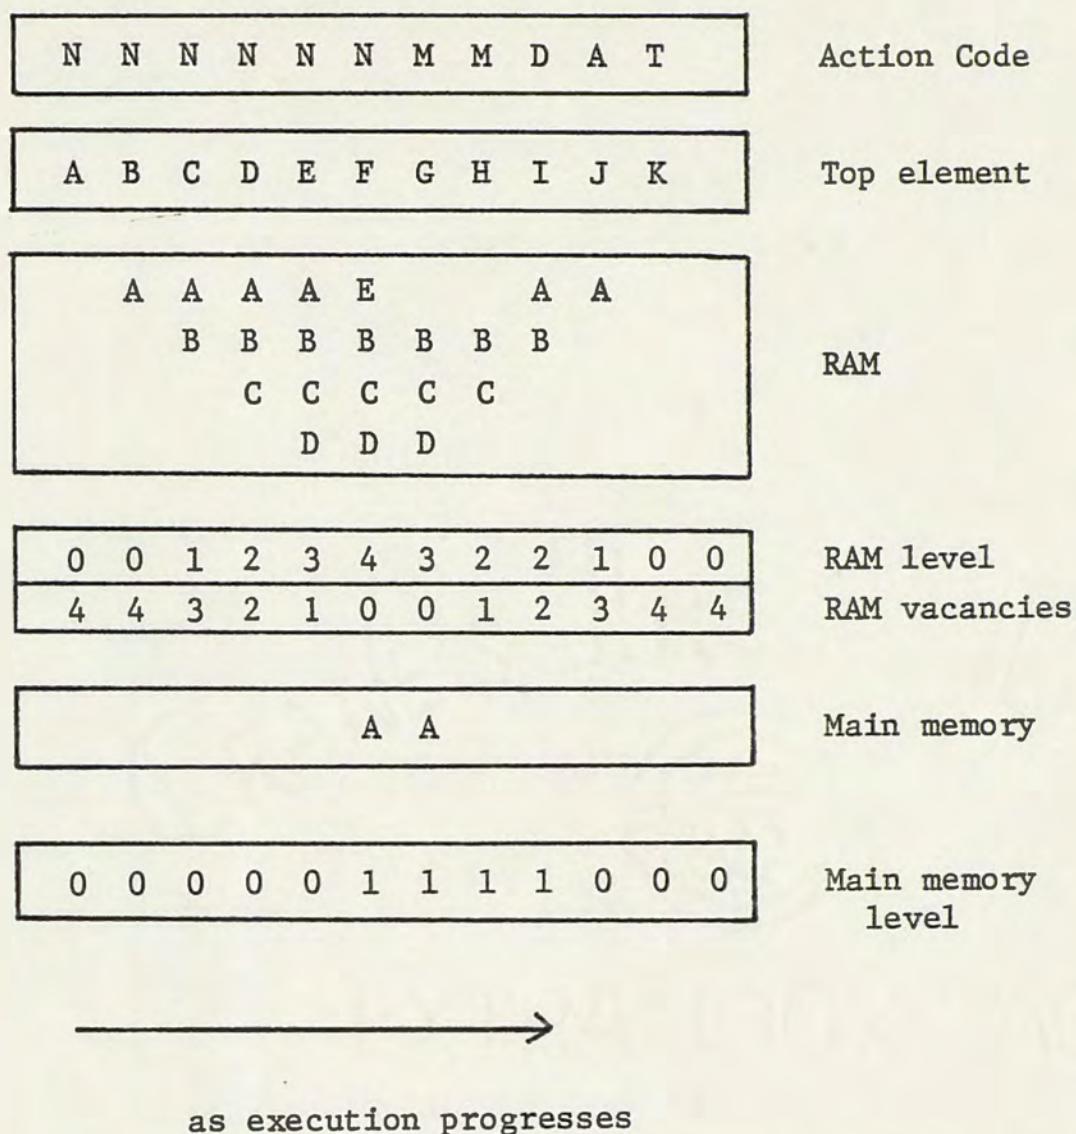 N N N N N N M M D A T Action Code
A B C D E F G H I J K Top element
A A A A E A A
B B B B B B B
RAM
C C C C C
D D D
0 0 1 2 3 4 3 2 2 1 0 0 RAM level
4 4 3 2 1 0 0 1 2 3 4 4 RAM vacancies
A A Main memory
0 0 0 0 0 1 1 1 1 0 0 0 Main memory
level
as execution progresses